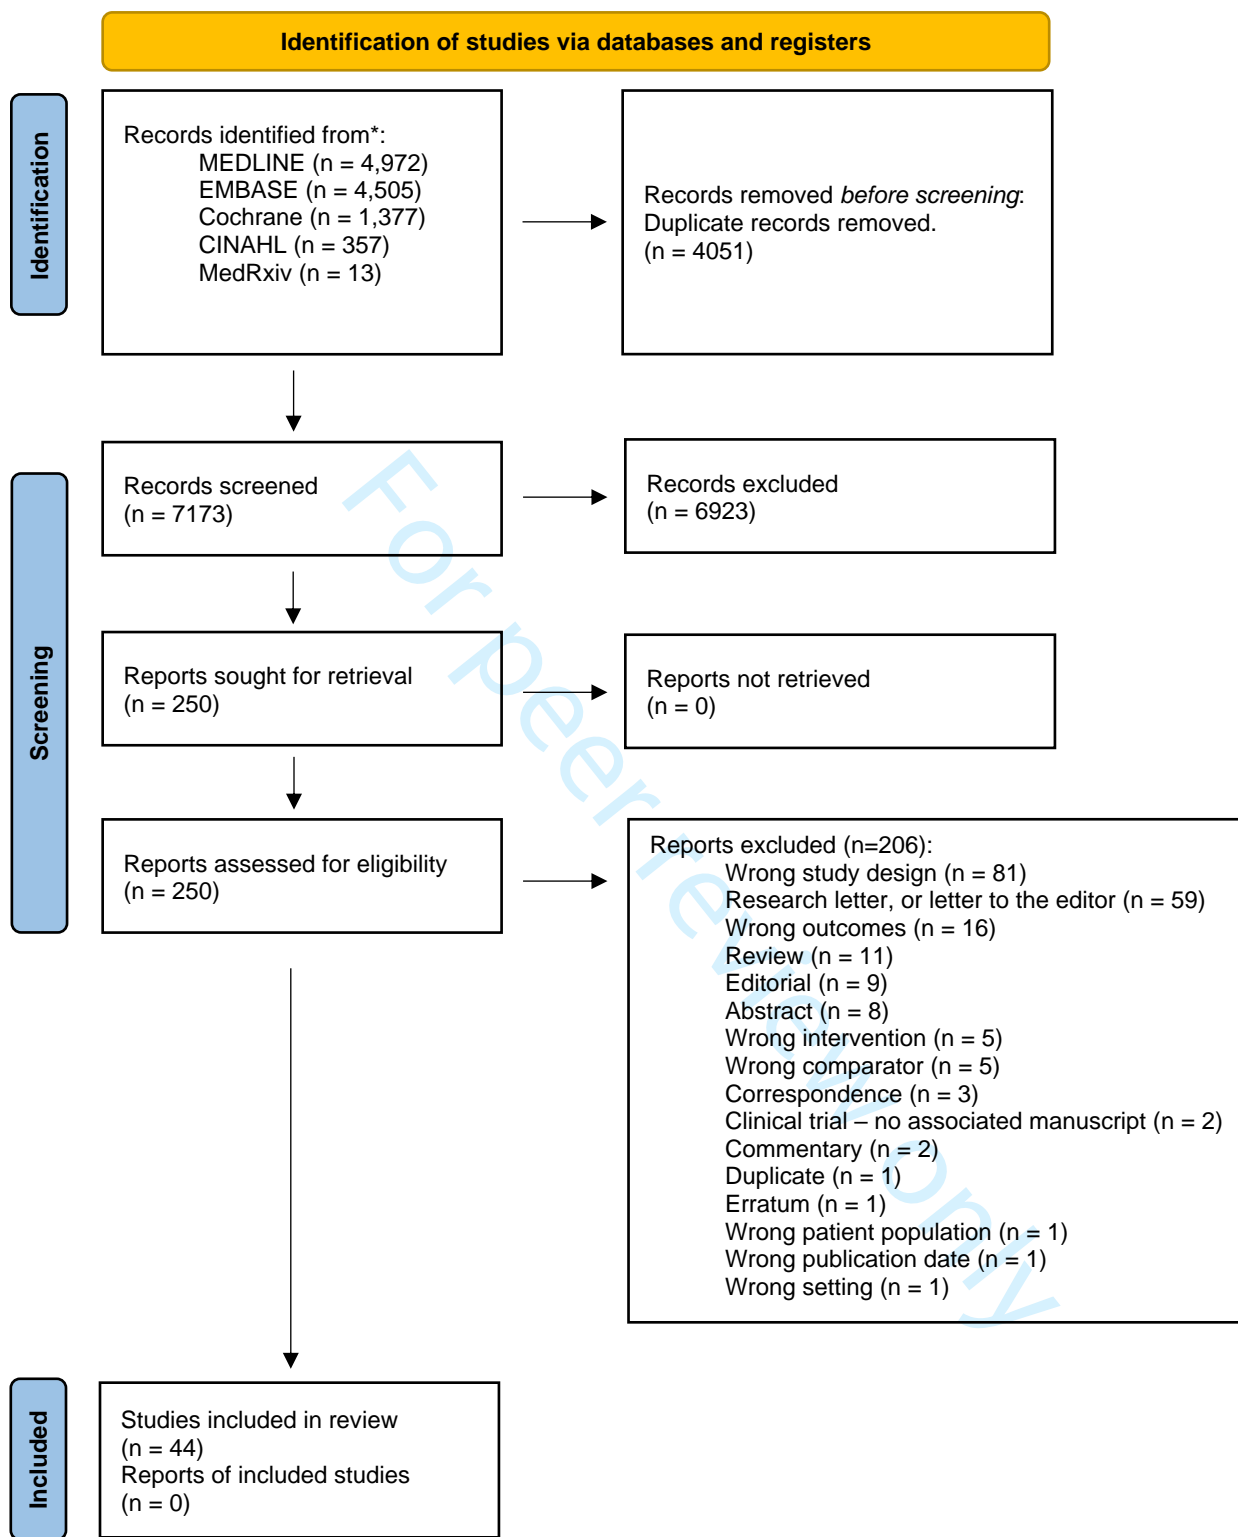 Identification of studies via databases and registers
Identification
Records identified from*:
MEDLINE (n = 4,972)
EMBASE (n = 4,505)
Cochrane (n = 1,377)
CINAHL (n = 357)
MedRxiv (n = 13)
Records removed before screening:
Duplicate records removed.
(n = 4051)
Screening
Records screened
(n = 7173)
Records excluded
(n = 6923)
Reports sought for retrieval
(n = 250)
Reports not retrieved
(n = 0)
Reports assessed for eligibility
(n = 250)
Reports excluded (n=206):
Wrong study design (n = 81)
Research letter, or letter to the editor (n = 59)
Wrong outcomes (n = 16)
Review (n = 11)
Editorial (n = 9)
Abstract (n = 8)
Wrong intervention (n = 5)
Wrong comparator (n = 5)
Correspondence (n = 3)
Clinical trial – no associated manuscript (n = 2)
Commentary (n = 2)
Duplicate (n = 1)
Erratum (n = 1)
Wrong patient population (n = 1)
Wrong publication date (n = 1)
Wrong setting (n = 1)
Included
Studies included in review
(n = 44)
Reports of included studies
(n = 0)
For peer review only